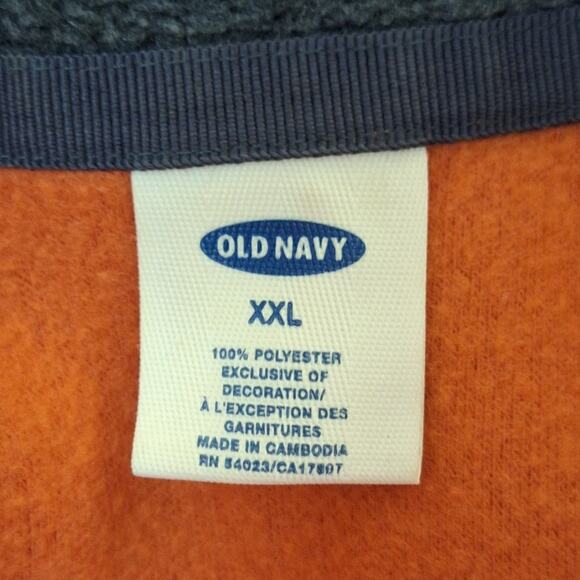 OLD NAVY
XXL
100% POLYESTER
EXCLUSIVE OF
DECORATION/
À L'EXCEPTION DES
GARNITURES
MADE IN CAMBODIA
RN 54023/CA17897